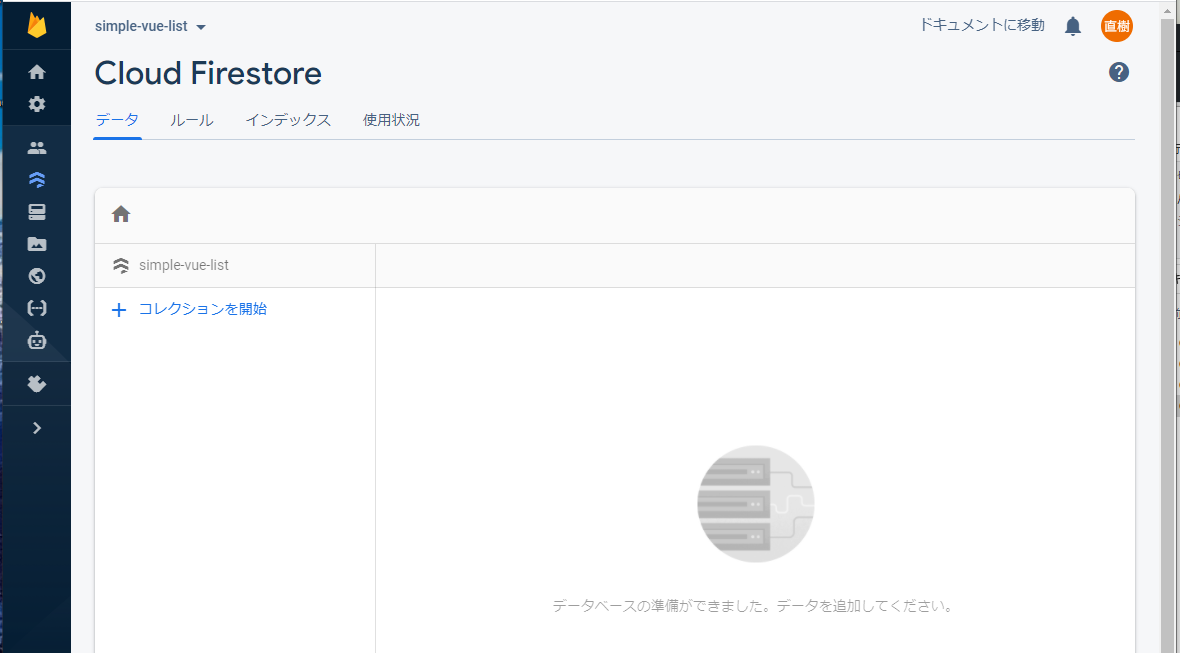 simple-vue-list
ドキュメントに移動
直樹
Cloud Firestore
?
データ
ルール
インデックス
使用状況
simple-vue-list
コレクションを開始
データベースの準備ができました。データを追加してください。